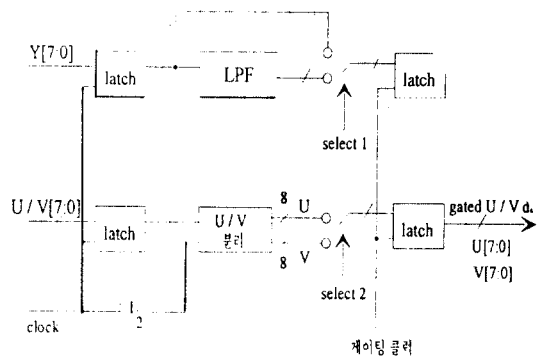 Y[7:0]
latch
LPF
latch
select 1
U / V[7:0]
latch
U / V
분리
8 U
8 V
latch
gated U / V d
U[7:0]
V[7:0]
select 2
clock
2
게이팅 클럭